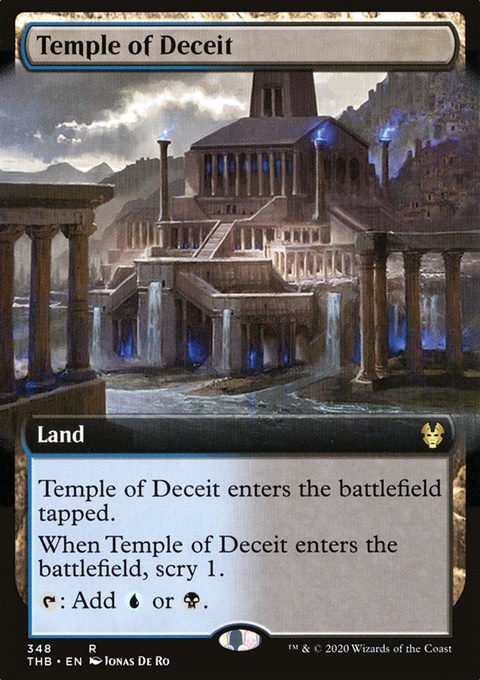 Temple of Deceit
Land
Temple of Deceit enters the battlefield
tapped.
When Temple of Deceit enters the
battlefield, scry 1.
: Add or .
348 R
THB • EN Jonas De Ro
™ & © 2020 Wizards of the Coast